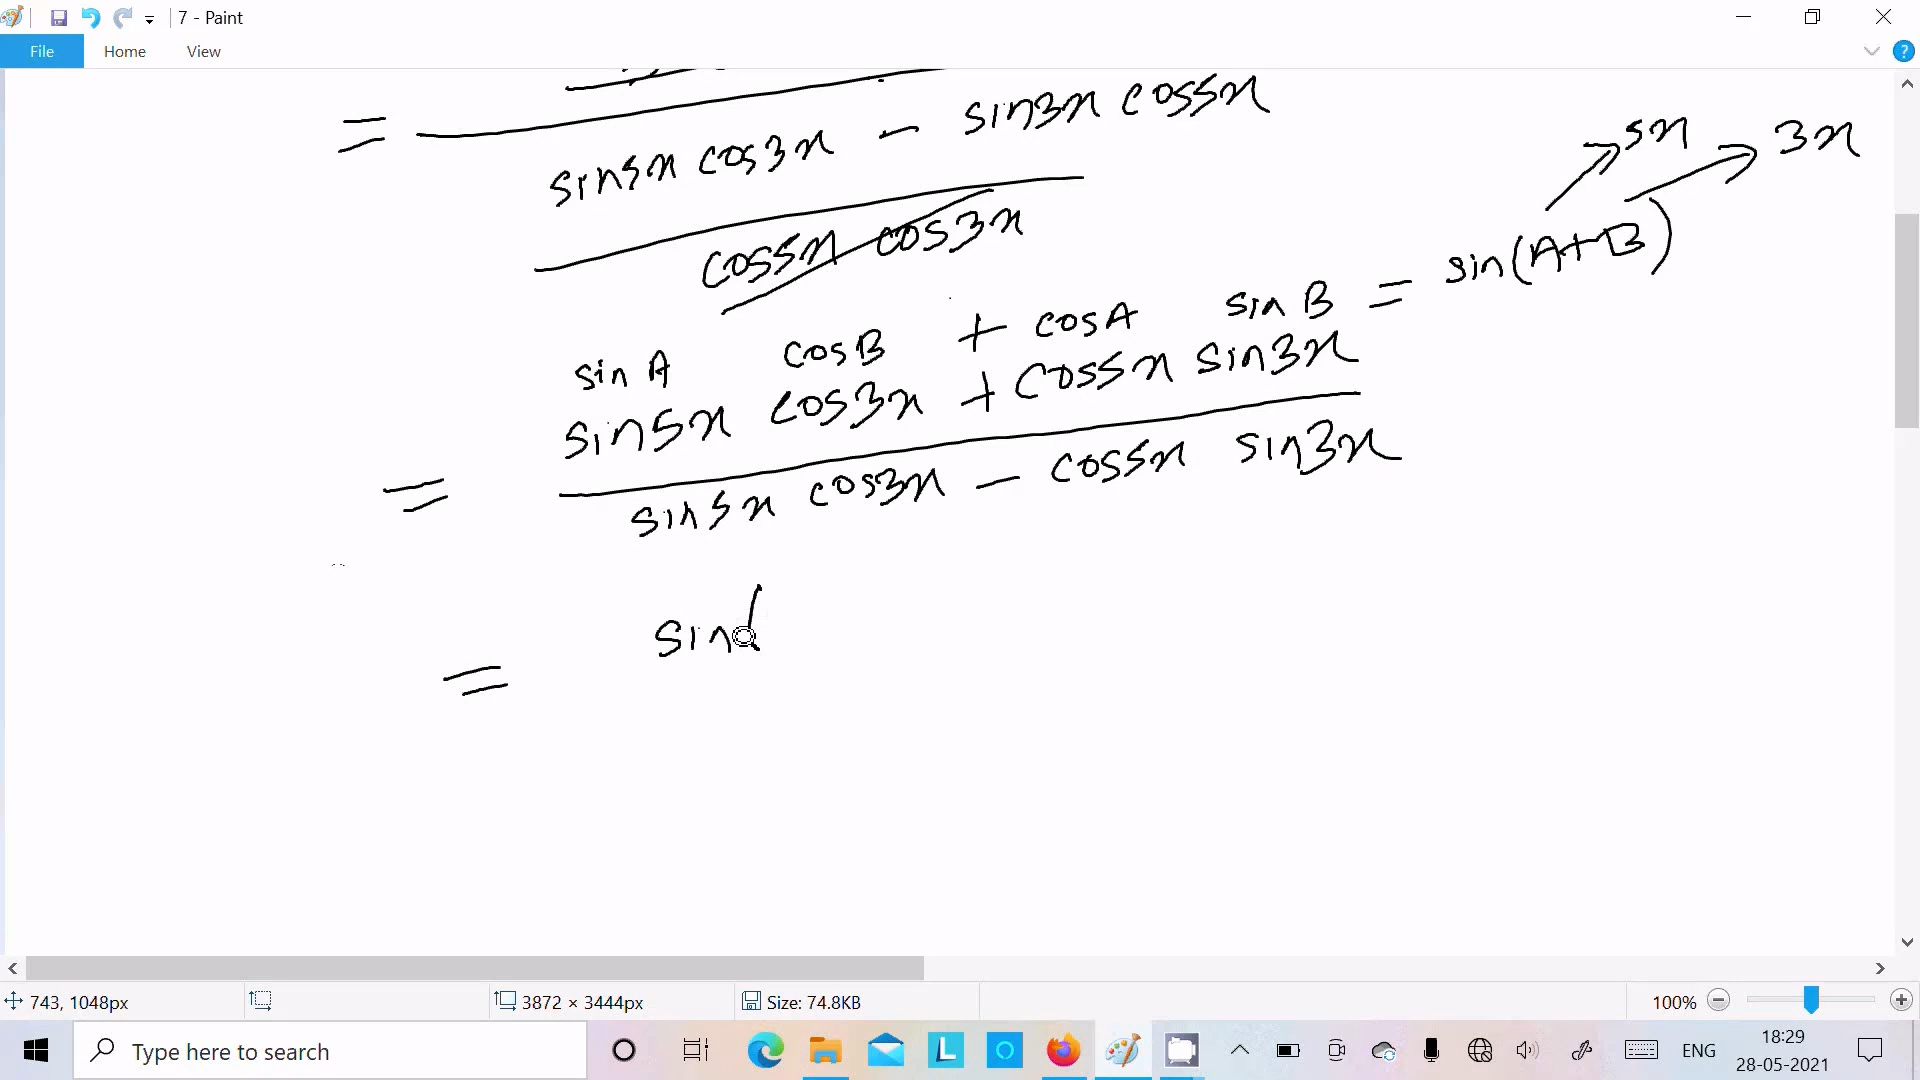 7 - Paint
File Home View
= sin5x cos3x - sin3x cos5x
cos5x cos3x
5x 3x
sin A cos B + cos A sin B = sin(A+B)
sin5x cos3x + cos5x sin3x
=
sin5x cos3x - cos5x sin3x
sin(
=
743, 1048px 3872 × 3444px Size: 74.8KB 100%
Type here to search ENG 18:29
28-05-2021